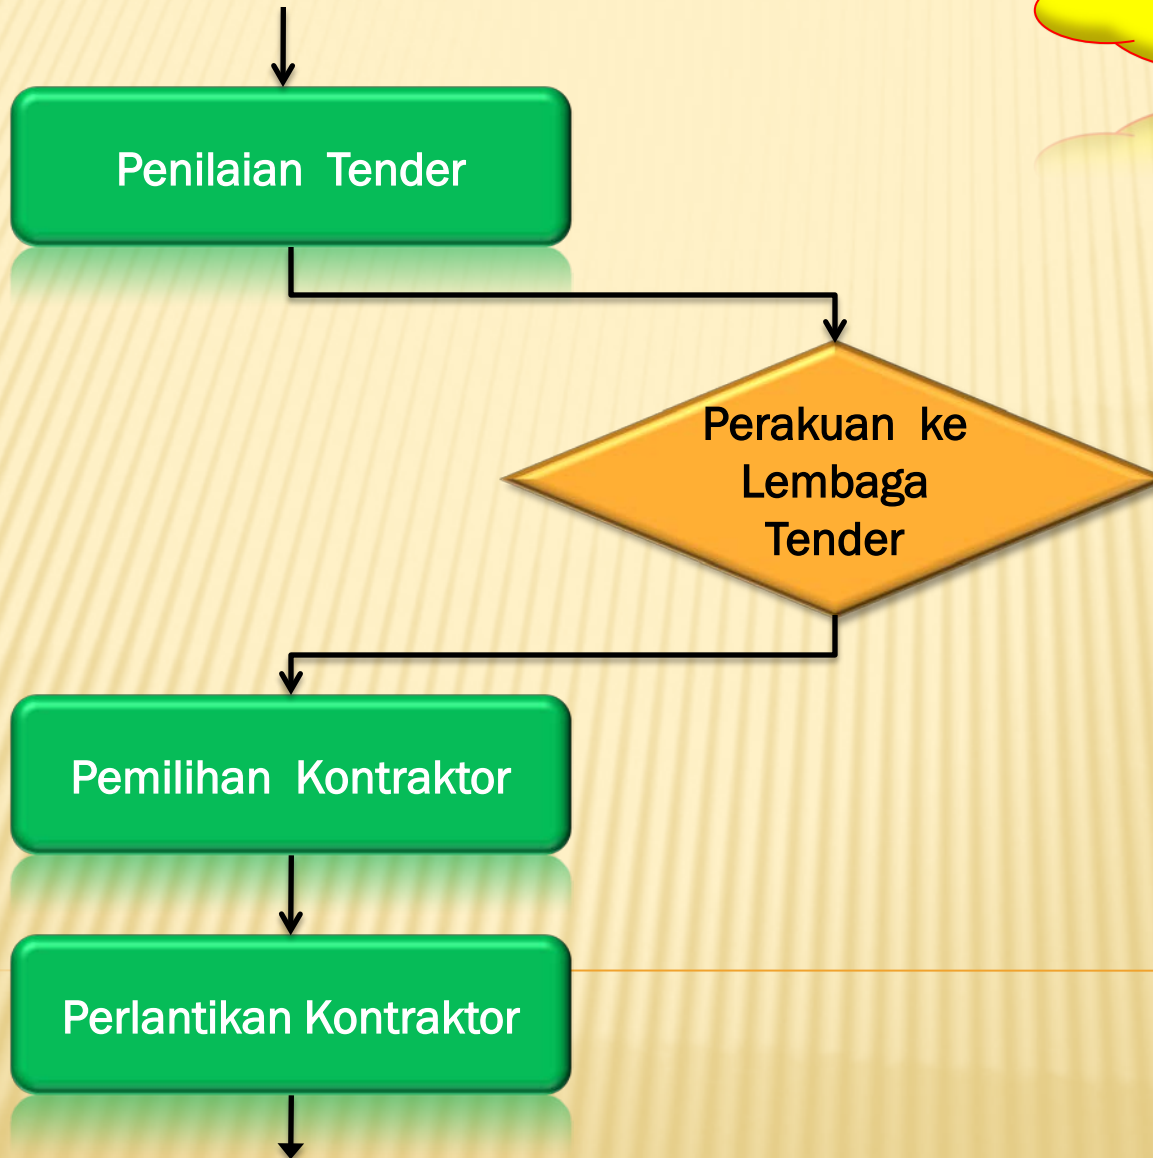 Penilaian Tender
Perakuan ke
Lembaga
Tender
Pemilihan Kontraktor
Perlantikan Kontraktor